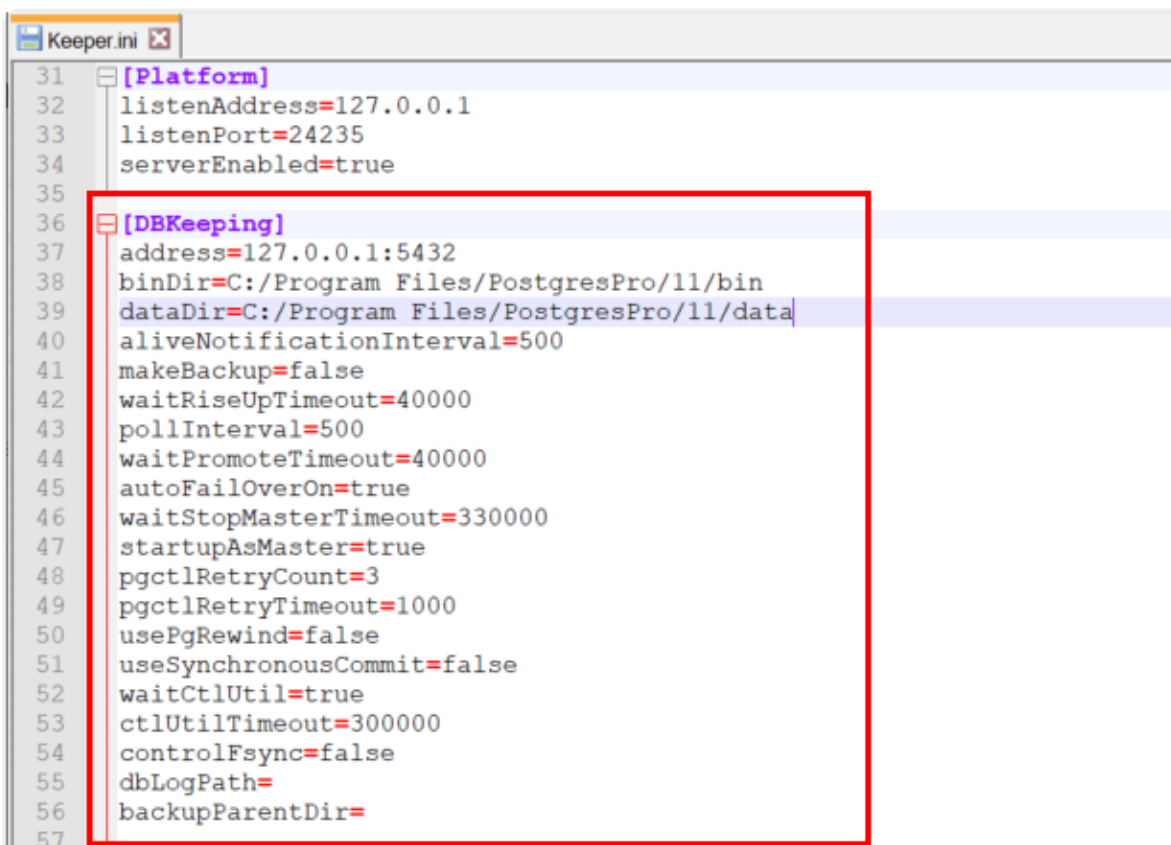 Keeper.ini
31 [Platform]
32 listenAddress=127.0.0.1
33 listenPort=24235
34 serverEnabled=true
35
36 [DBKeeping]
37 address=127.0.0.1:5432
38 binDir=C:/Program Files/PostgresPro/11/bin
39 dataDir=C:/Program Files/PostgresPro/11/data
40 aliveNotificationInterval=500
41 makeBackup=false
42 waitRiseUpTimeout=40000
43 pollInterval=500
44 waitPromoteTimeout=40000
45 autoFailOverOn=true
46 waitStopMasterTimeout=330000
47 startupAsMaster=true
48 pgctlRetryCount=3
49 pgctlRetryTimeout=1000
50 usePgRewind=false
51 useSynchronousCommit=false
52 waitCtlUtil=true
53 ctlUtilTimeout=300000
54 controlFsync=false
55 dbLogPath=
56 backupParentDir=
57